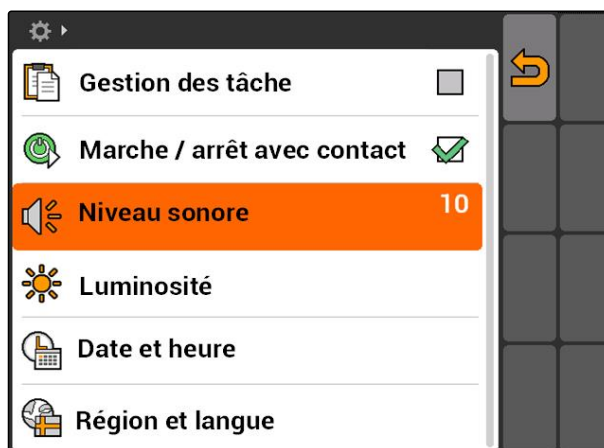 Gestion des tâche
Marche / arrêt avec contact
Niveau sonore 10
Luminosité
Date et heure
Région et langue